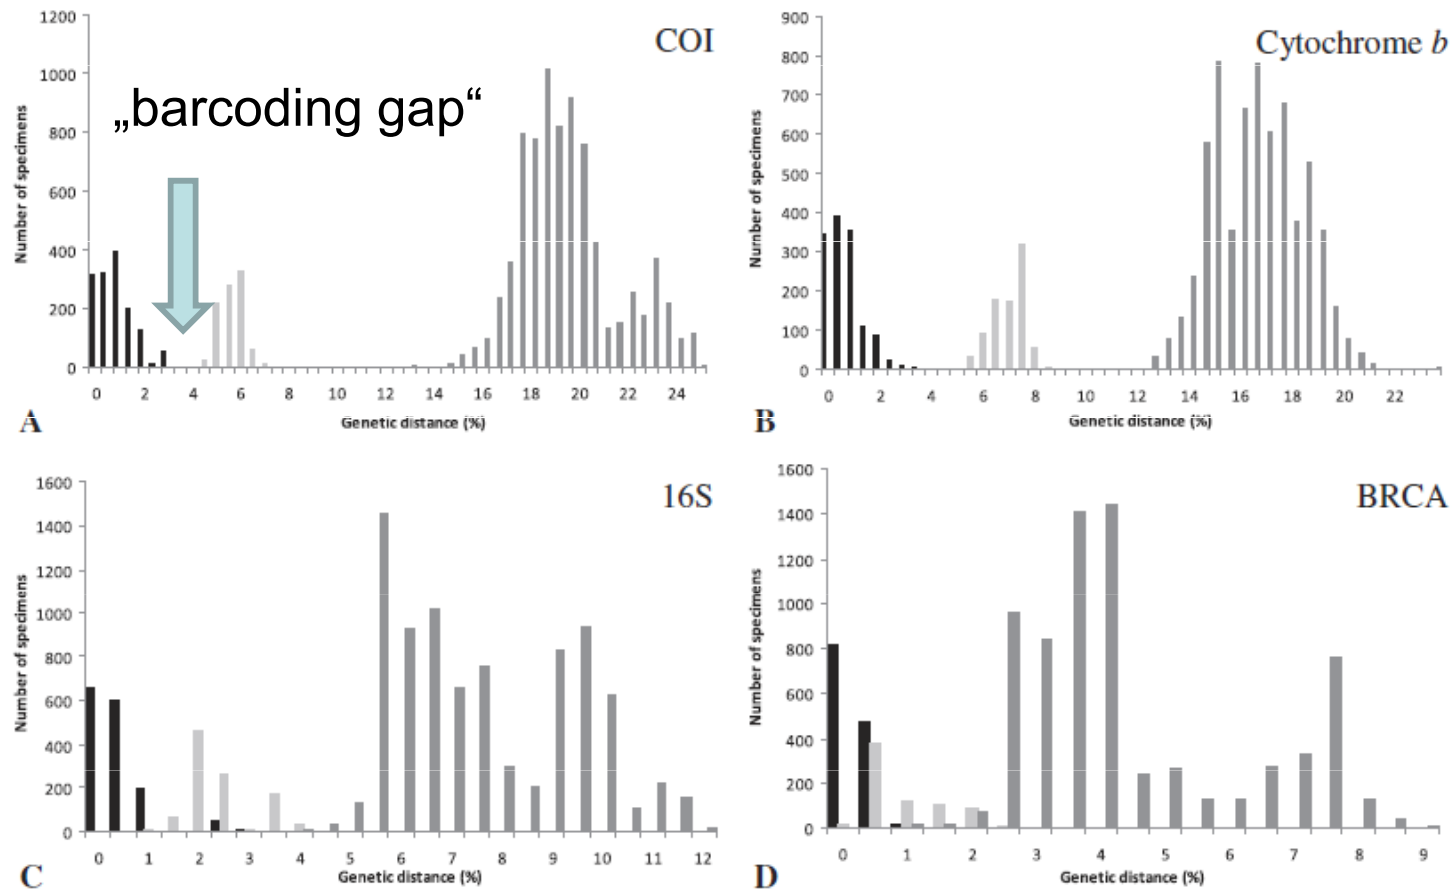 COI
„barcoding gap“
Number of specimens
1200
1000
800
600
400
200
0
0 2 4 6 8 10 12 14 16 18 20 22 24
Genetic distance (%)
A
Cytochrome b
Number of specimens
900
800
700
600
500
400
300
200
100
0
0 2 4 6 8 10 12 14 16 18 20 22
Genetic distance (%)
B
16S
Number of specimens
1600
1400
1200
1000
800
600
400
200
0
0 1 2 3 4 5 6 7 8 9 10 11 12
Genetic distance (%)
C
BRCA
Number of specimens
1600
1400
1200
1000
800
600
400
200
0
0 1 2 3 4 5 6 7 8 9
Genetic distance (%)
D